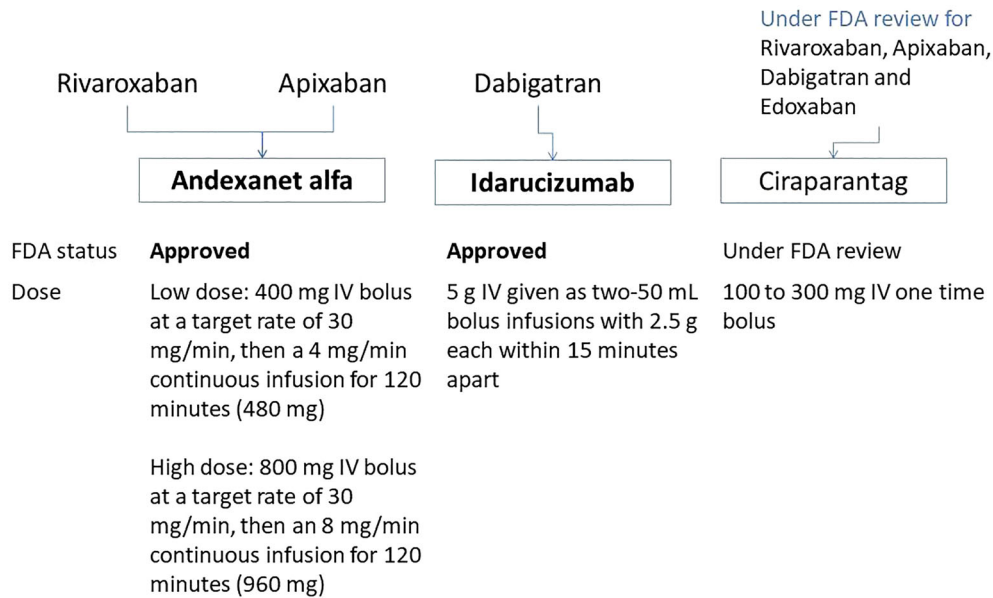 Under FDA review for
Rivaroxaban, Apixaban,
Dabigatran and
Edoxaban
Rivaroxaban
Apixaban
Dabigatran
Andexanet alfa
Idarucizumab
Ciraparantag
FDA status
Approved
Approved
Under FDA review
Dose
Low dose: 400 mg IV bolus
at a target rate of 30
mg/min, then a 4 mg/min
continuous infusion for 120
minutes (480 mg)
High dose: 800 mg IV bolus
at a target rate of 30
mg/min, then an 8 mg/min
continuous infusion for 120
minutes (960 mg)
5 g IV given as two-50 mL
bolus infusions with 2.5 g
each within 15 minutes
apart
100 to 300 mg IV one time
bolus